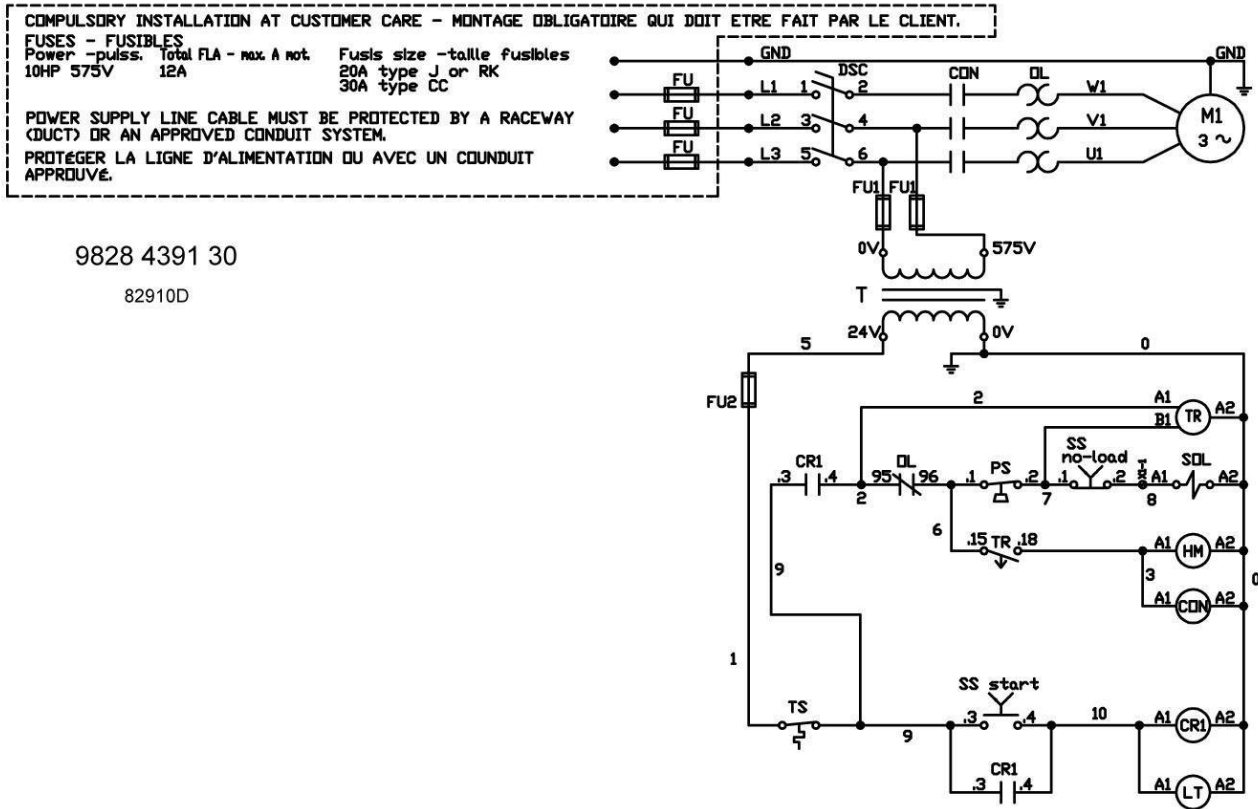 COMPULSORY INSTALLATION AT CUSTOMER CARE - MONTAGE OBLIGATOIRE QUI DOIT ETRE FAIT PAR LE CLIENT.
FUSES - FUSIBLES
Power -puiss. Total FLA - max. A mot. Fusis size -taille fusibles
10HP 575V 12A 20A type J or RK
30A type CC
POWER SUPPLY LINE CABLE MUST BE PROTECTED BY A RACEWAY
(DUCT) OR AN APPROVED CONDUIT SYSTEM.
PROTÉGER LA LIGNE D'ALIMENTATION OU AVEC UN COUNDUIT
APPROUVÉ.
9828 4391 30
82910D
GND GND
DSC CON OL
FU L1 1 2 W1
FU L2 3 4 V1
FU L3 5 6 U1
M1
3 ~
FU1 FU1
0V 575V
T
24V 0V
5 0
FU2
2 A1 TR A2
B1
SS
no-load
CR1 OL PS X1-1 SOL
.3 .4 95 96 .1 .2 .1 .2 A1 A2
2 7 8
6 .15 TR .18 A1 HM A2
9 3 0
A1 CON A2
1
SS start
TS .3 .4 10 A1 CR1 A2
9
CR1
.3 .4 A1 LT A2